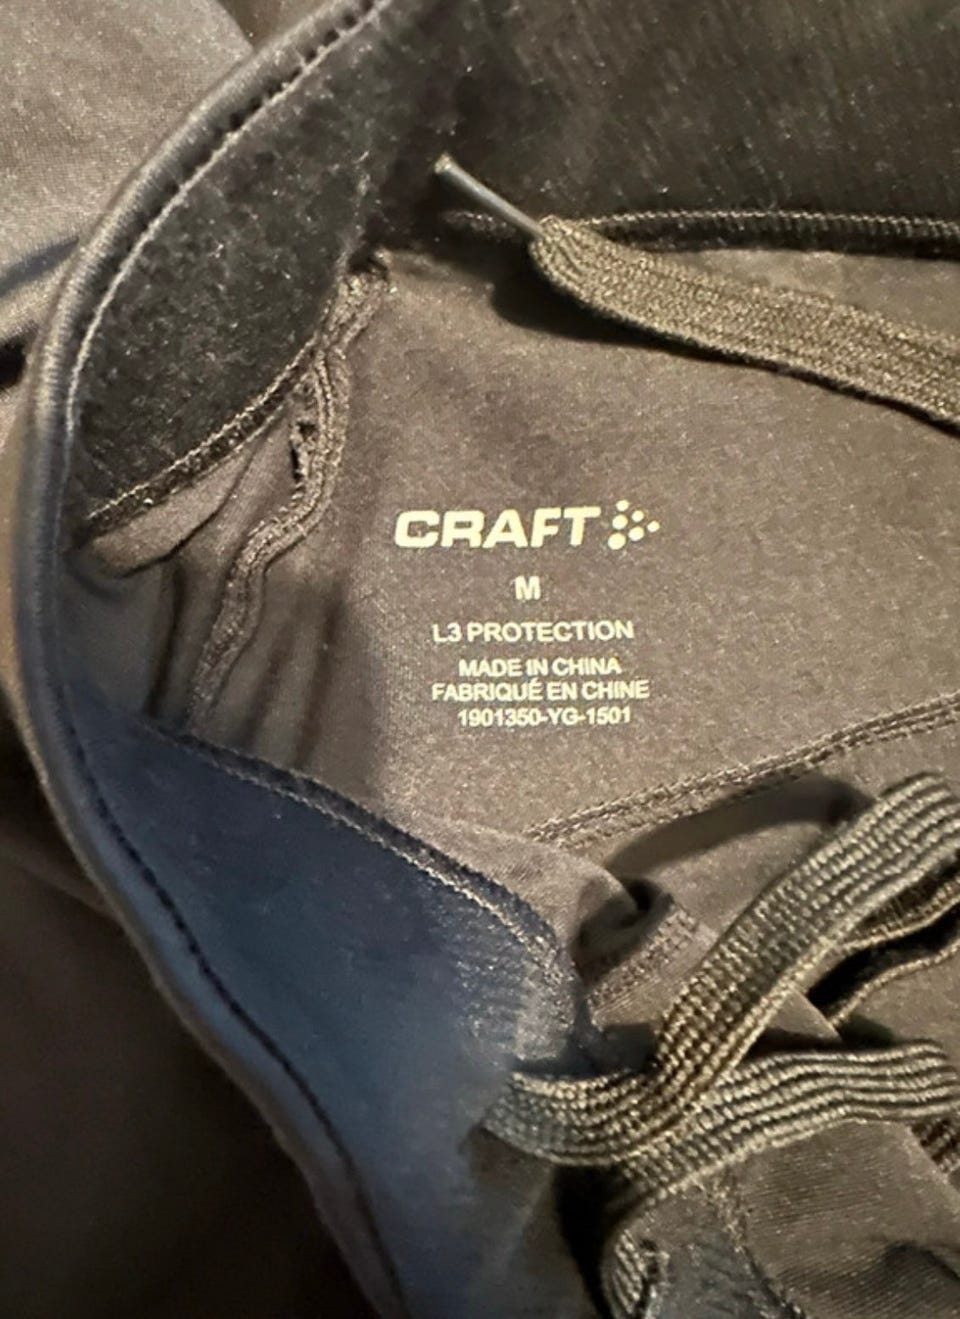 CRAFT
M
L3 PROTECTION
MADE IN CHINA
FABRIQUÉ EN CHINE
1901350-YG-1501